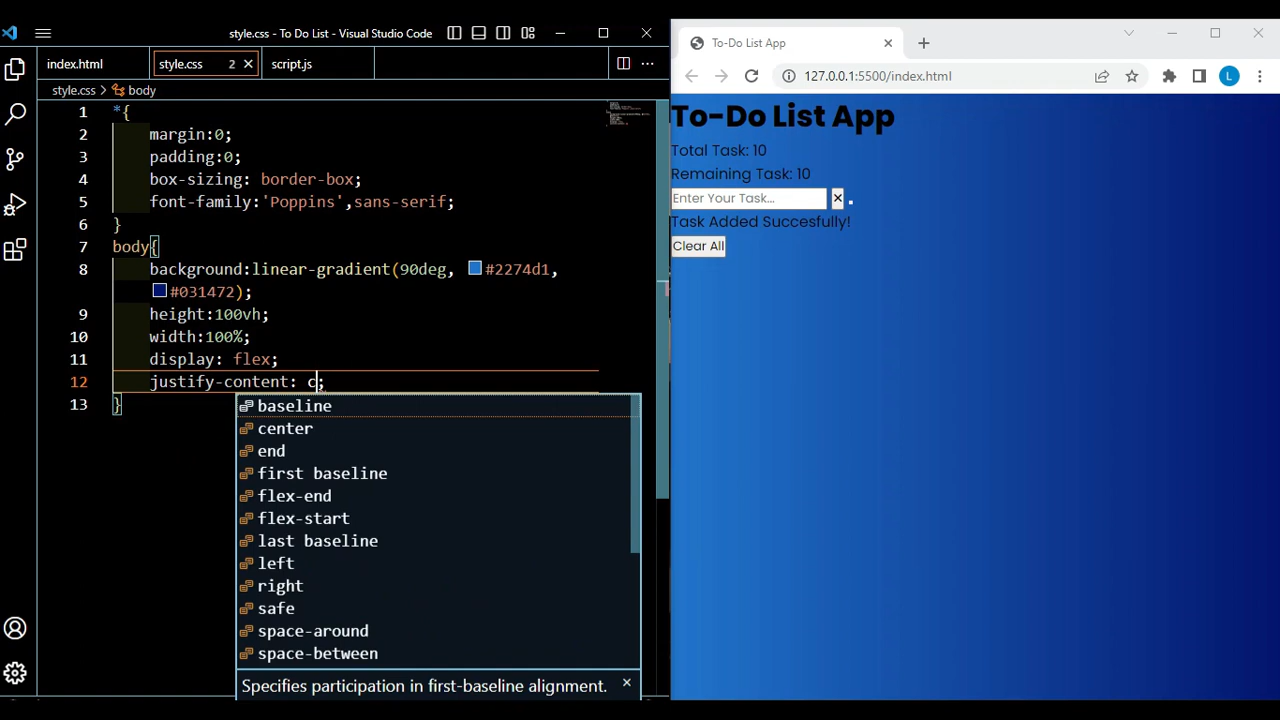 style.css - To Do List - Visual Studio Code
index.html
style.css 2
script.js
style.css > body
1 *{
2 margin:0;
3 padding:0;
4 box-sizing: border-box;
5 font-family:'Poppins',sans-serif;
6 }
7 body{
8 background:linear-gradient(90deg, #2274d1,
#031472);
9 height:100vh;
10 width:100%;
11 display: flex;
12 justify-content: c;
13 }
baseline
center
end
first baseline
flex-end
flex-start
last baseline
left
right
safe
space-around
space-between
Specifies participation in first-baseline alignment.
To-Do List App
127.0.0.1:5500/index.html
L
To-Do List App
Total Task: 10
Remaining Task: 10
Enter Your Task... × .
Task Added Succesfully!
Clear All